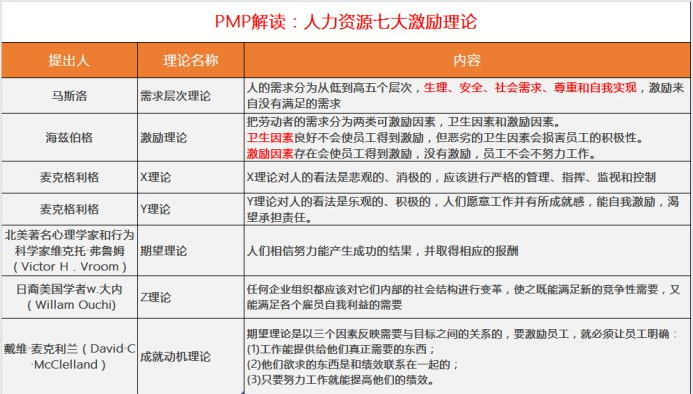 PMP解读：人力资源七大激励理论
提出人 理论名称 内容
马斯洛 需求层次理论 人的需求分为从低到高五个层次，生理、安全、社会需求、尊重和自我实现，激励来
自没有满足的需求
海兹伯格 激励理论 把劳动者的需求分为两类可激励因素，卫生因素和激励因素。
卫生因素良好不会使员工得到激励，但恶劣的卫生因素会损害员工的积极性。
激励因素存在会使员工得到激励，没有激励，员工不会不努力工作。
麦克格利格 X理论 X理论对人的看法是悲观的、消极的，应该进行严格的管理、指挥、监视和控制
麦克格利格 Y理论 Y理论对人的看法是乐观的、积极的，人们愿意工作并有所成就感，能自我激励，渴
望承担责任。
北美著名心理学家和行为
科学家维克托·弗鲁姆
（Victor H．Vroom） 期望理论 人们相信努力能产生成功的结果，并取得相应的报酬
日裔美国学者w.大内
（Willam Ouchi) Z理论 任何企业组织都应该对它们内部的社会结构进行变革，使之既能满足新的竞争性需要，又
能满足各个雇员自我利益的需要
戴维·麦克利兰（David·C
·McClelland） 成就动机理论 期望理论是以三个因素反映需要与目标之间的关系的，要激励员工，就必须让员工明确：
(1)工作能提供给他们真正需要的东西；
(2)他们欲求的东西是和绩效联系在一起的；
(3)只要努力工作就能提高他们的绩效。